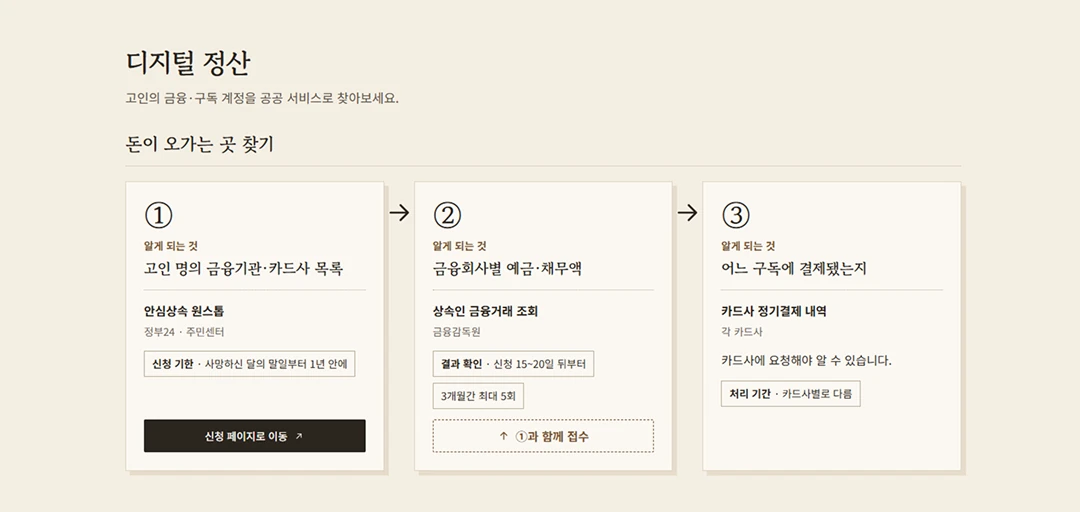 디지털 정산
고인의 금융·구독 계정을 공공 서비스로 찾아보세요.
돈이 오가는 곳 찾기
①
알게 되는 것
고인 명의 금융기관·카드사 목록
안심상속 원스톱
정부24 · 주민센터
신청 기한 · 사망하신 달의 말일부터 1년 안에
신청 페이지로 이동 ↗
→
②
알게 되는 것
금융회사별 예금·채무액
상속인 금융거래 조회
금융감독원
결과 확인 · 신청 15~20일 뒤부터
3개월간 최대 5회
↑ ①과 함께 접수
→
③
알게 되는 것
어느 구독에 결제됐는지
카드사 정기결제 내역
각 카드사
카드사에 요청해야 알 수 있습니다.
처리 기간 · 카드사별로 다름